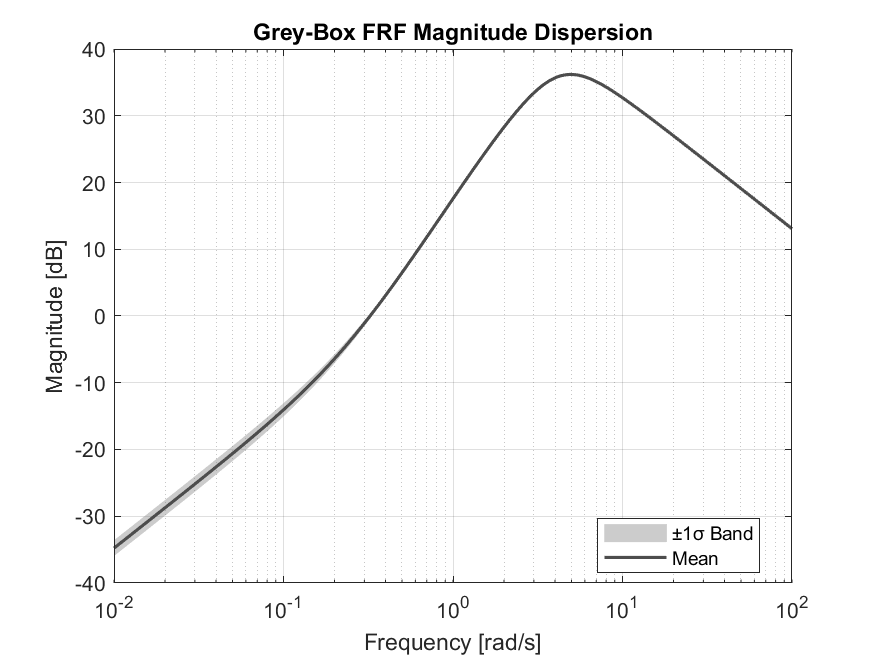 Grey-Box FRF Magnitude Dispersion
40
30
20
10
0
-10
-20
-30
-40
Magnitude [dB]
10^-2
10^-1
10^0
10^1
10^2
Frequency [rad/s]
±1σ Band
Mean